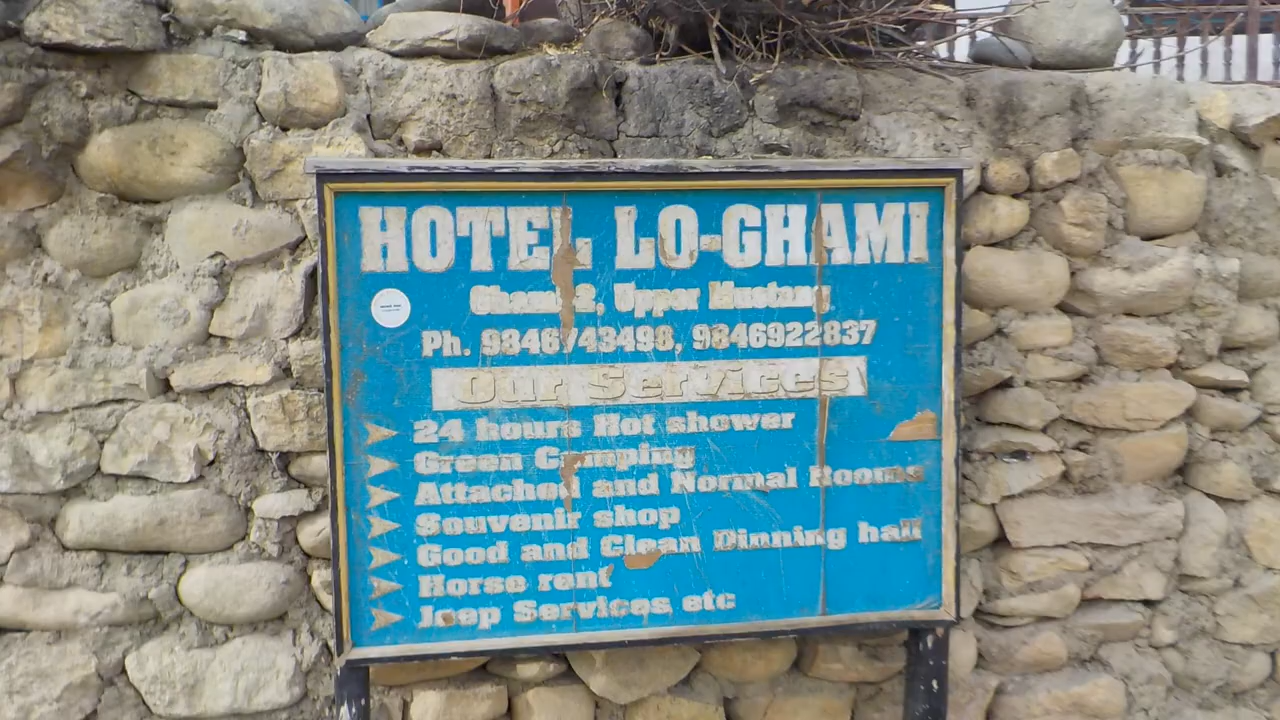 HOTEL LO-GHAMI
Ghami-2, Upper Mustang
Ph. 9846743498, 9846922837
Our Services
24 hours Hot shower
Green Camping
Attached and Normal Rooms
Souvenir shop
Good and Clean Dinning hall
Horse rent
Jeep Services etc